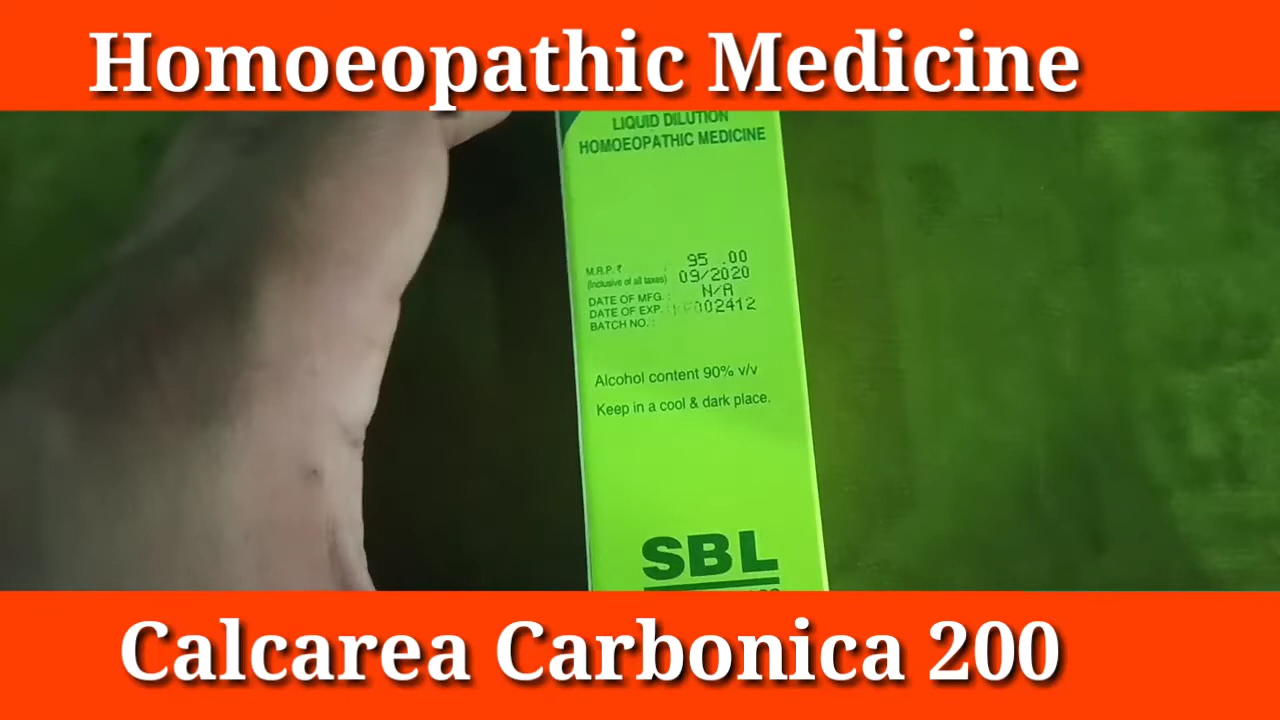 Homoeopathic Medicine
LIQUID DILUTION
HOMOEOPATHIC MEDICINE
M.R.P. ₹ : 95 .00
(Inclusive of all taxes) 09/2020
DATE OF MFG. : N/A
DATE OF EXP. : 002412
BATCH NO. :
Alcohol content 90% v/v
Keep in a cool & dark place.
SBL
Calcarea Carbonica 200